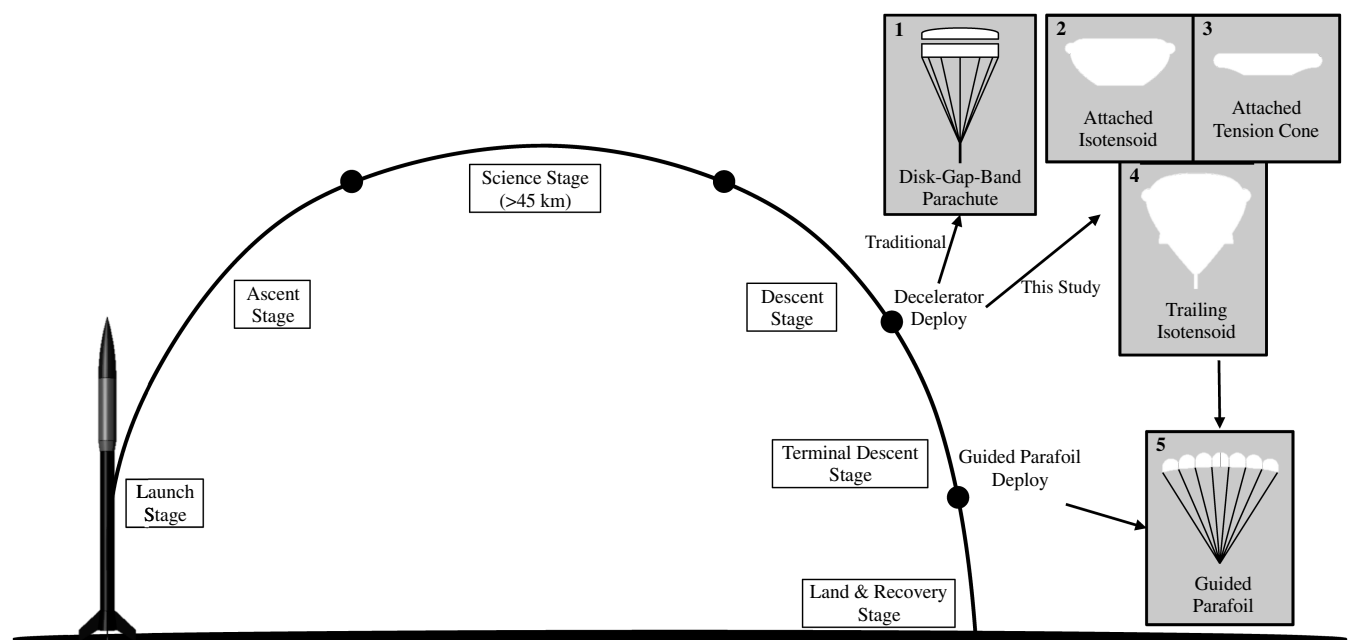 1
Disk-Gap-Band
Parachute
2
Attached
Isotensoid
3
Attached
Tension Cone
4
Trailing
Isotensoid
Science Stage
(>45 km)
Traditional
This Study
Ascent
Stage
Descent
Stage
Decelerator
Deploy
Launch
Stage
Terminal Descent
Stage
Guided Parafoil
Deploy
5
Guided
Parafoil
Land & Recovery
Stage